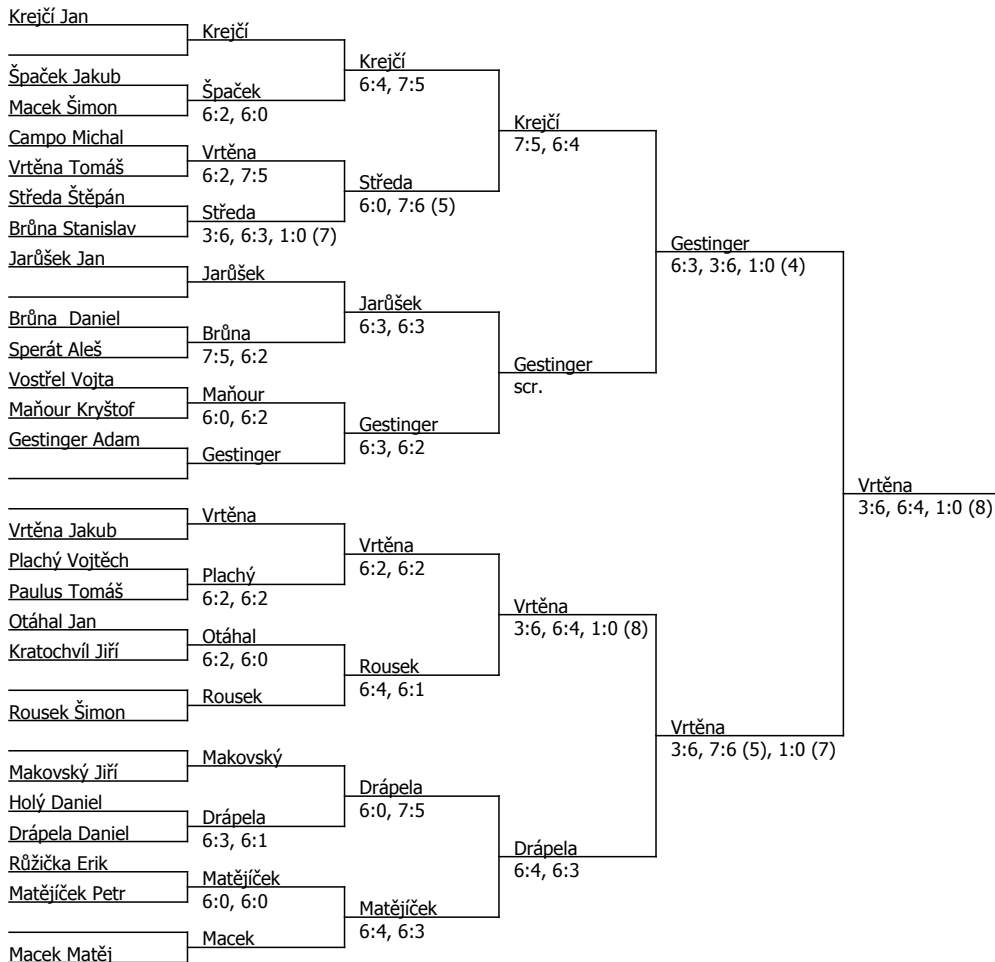 Krejčí Jan
Špaček Jakub
Macek Šimon
Campo Michal
Vrtěna Tomáš
Středa Štěpán
Brůna Stanislav
Jarůšek Jan
Brůna Daniel
Sperát Aleš
Vostřel Vojta
Maňour Kryštof
Gestinger Adam
Vrtěna Jakub
Plachý Vojtěch
Paulus Tomáš
Otáhal Jan
Kratochvíl Jiří
Rousek Šimon
Makovský Jiří
Holý Daniel
Drápela Daniel
Růžička Erik
Matějíček Petr
Macek Matěj
Krejčí
Špaček
6:2, 6:0
Vrtěna
6:2, 7:5
Středa
3:6, 6:3, 1:0 (7)
Jarůšek
Brůna
7:5, 6:2
Maňour
6:0, 6:2
Gestinger
Vrtěna
Plachý
6:2, 6:2
Otáhal
6:2, 6:0
Rousek
Makovský
Drápela
6:3, 6:1
Matějíček
6:0, 6:0
Macek
Krejčí
6:4, 7:5
Středa
6:0, 7:6 (5)
Jarůšek
6:3, 6:3
Gestinger
6:3, 6:2
Vrtěna
6:2, 6:2
Rousek
6:4, 6:1
Drápela
6:0, 7:5
Matějíček
6:4, 6:3
Krejčí
7:5, 6:4
Gestinger
scr.
Vrtěna
3:6, 6:4, 1:0 (8)
Drápela
6:4, 6:3
Gestinger
6:3, 3:6, 1:0 (4)
Vrtěna
3:6, 7:6 (5), 1:0 (7)
Vrtěna
3:6, 6:4, 1:0 (8)